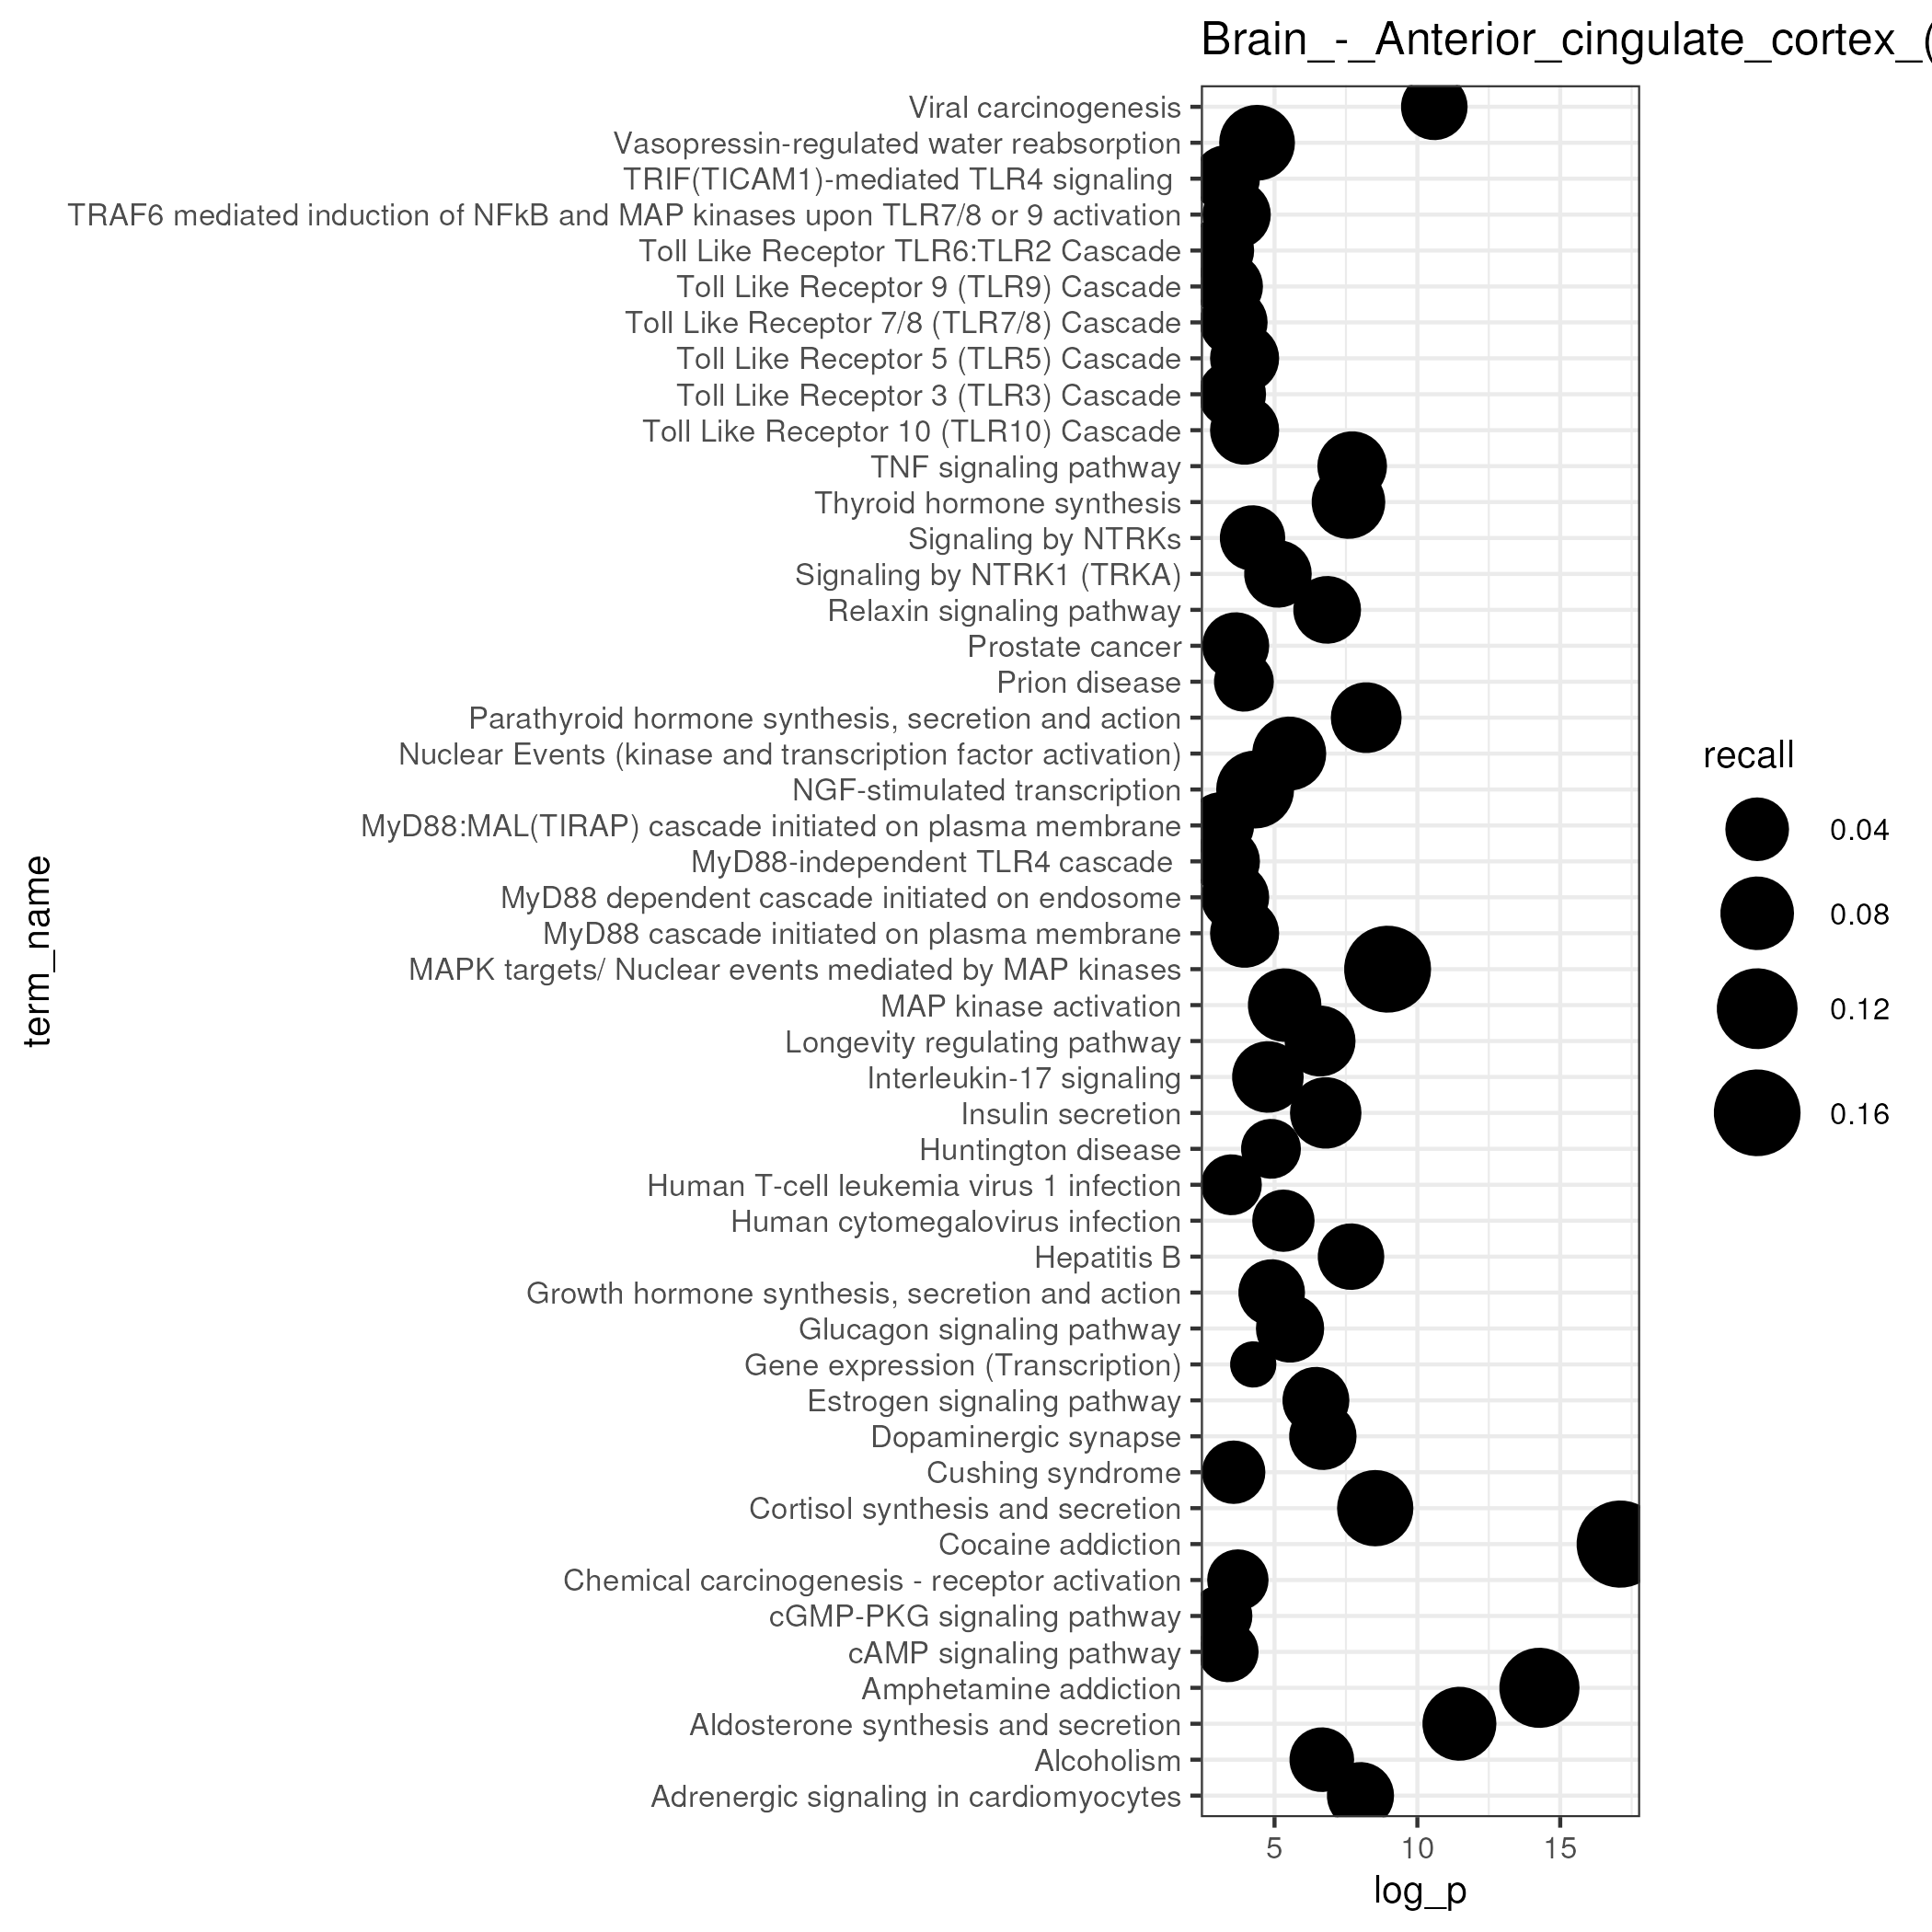 Brain_-_Anterior_cingulate_cortex_(
Viral carcinogenesis
Vasopressin-regulated water reabsorption
TRIF(TICAM1)-mediated TLR4 signaling
TRAF6 mediated induction of NFkB and MAP kinases upon TLR7/8 or 9 activation
Toll Like Receptor TLR6:TLR2 Cascade
Toll Like Receptor 9 (TLR9) Cascade
Toll Like Receptor 7/8 (TLR7/8) Cascade
Toll Like Receptor 5 (TLR5) Cascade
Toll Like Receptor 3 (TLR3) Cascade
Toll Like Receptor 10 (TLR10) Cascade
TNF signaling pathway
Thyroid hormone synthesis
Signaling by NTRKs
Signaling by NTRK1 (TRKA)
Relaxin signaling pathway
Prostate cancer
Prion disease
Parathyroid hormone synthesis, secretion and action
Nuclear Events (kinase and transcription factor activation)
NGF-stimulated transcription
MyD88:MAL(TIRAP) cascade initiated on plasma membrane
MyD88-independent TLR4 cascade
MyD88 dependent cascade initiated on endosome
MyD88 cascade initiated on plasma membrane
MAPK targets/ Nuclear events mediated by MAP kinases
MAP kinase activation
Longevity regulating pathway
Interleukin-17 signaling
Insulin secretion
Huntington disease
Human T-cell leukemia virus 1 infection
Human cytomegalovirus infection
Hepatitis B
Growth hormone synthesis, secretion and action
Glucagon signaling pathway
Gene expression (Transcription)
Estrogen signaling pathway
Dopaminergic synapse
Cushing syndrome
Cortisol synthesis and secretion
Cocaine addiction
Chemical carcinogenesis - receptor activation
cGMP-PKG signaling pathway
cAMP signaling pathway
Amphetamine addiction
Aldosterone synthesis and secretion
Alcoholism
Adrenergic signaling in cardiomyocytes
term_name
5 10 15
log_p
recall
0.04
0.08
0.12
0.16